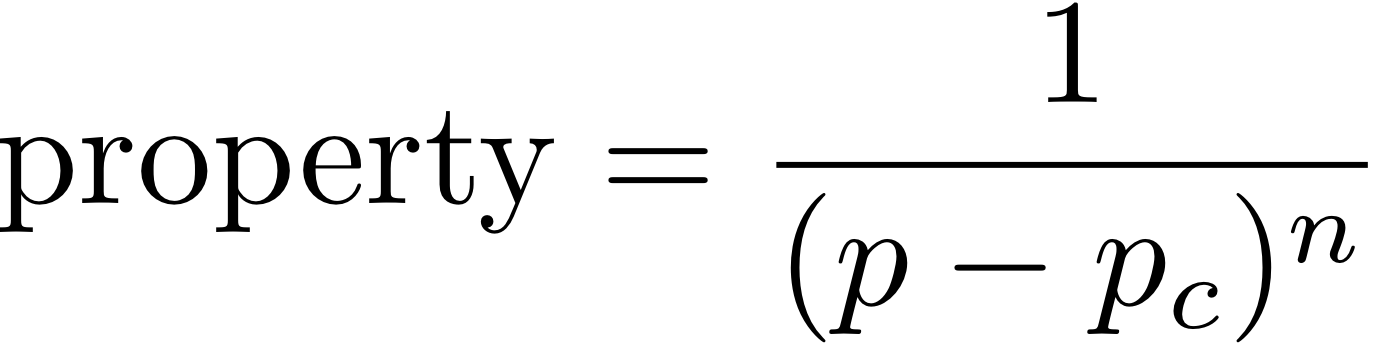 property = 1/(p − p_c)^n